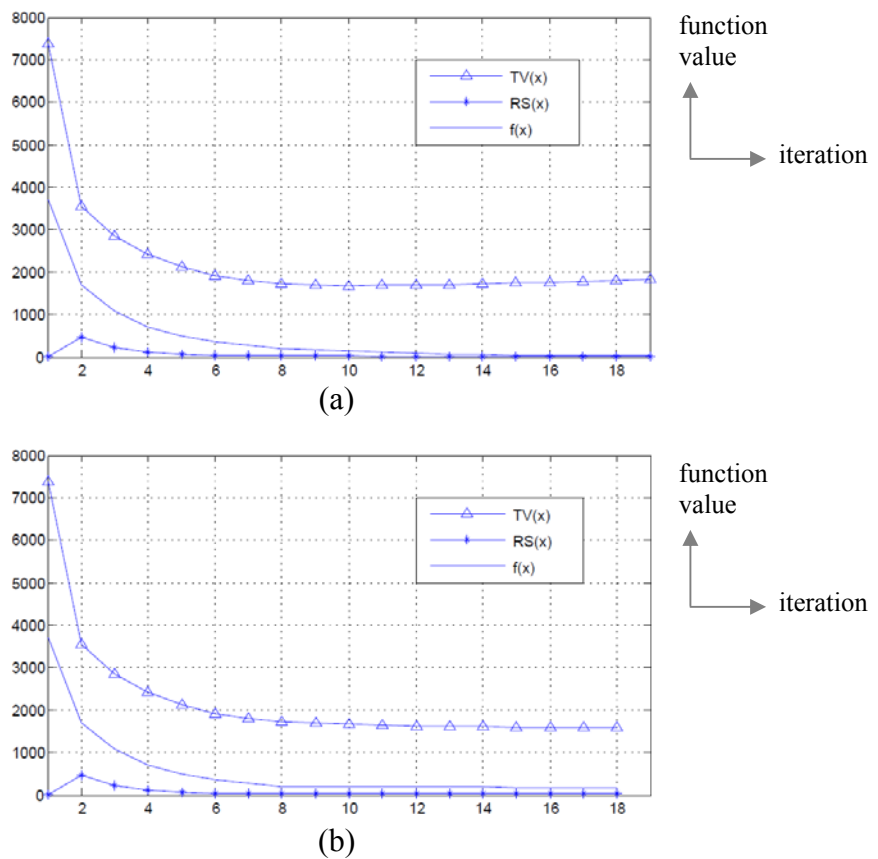 8000
7000
6000
5000
4000
3000
2000
1000
0
TV(x)
RS(x)
f(x)
2 4 6 8 10 12 14 16 18
(a)
function
value
iteration
8000
7000
6000
5000
4000
3000
2000
1000
0
TV(x)
RS(x)
f(x)
2 4 6 8 10 12 14 16 18
(b)
function
value
iteration